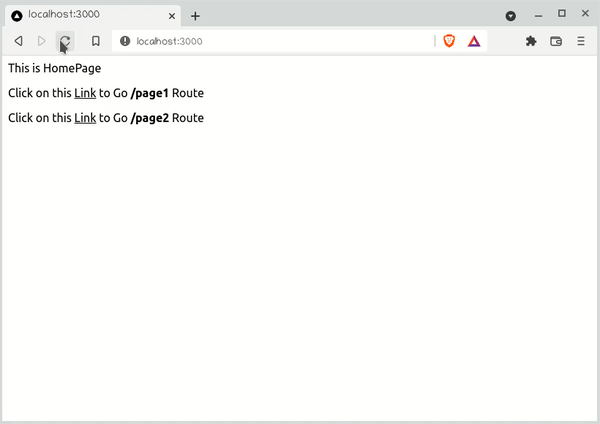 localhost:3000
localhost:3000
This is HomePage
Click on this Link to Go /page1 Route
Click on this Link to Go /page2 Route